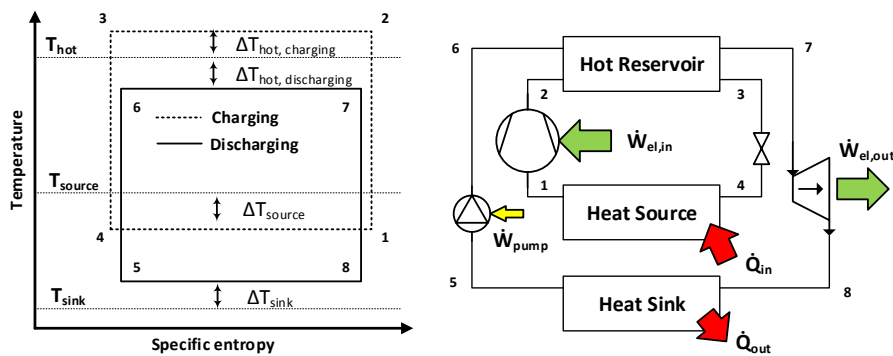 3
2
T_hot
ΔT_hot, charging
ΔT_hot, discharging
6
7
Charging
Discharging
T_source
ΔT_source
4
1
5
8
T_sink
ΔT_sink
Temperature
Specific entropy
6
Hot Reservoir
7
2
3
Ẇ_el,in
Ẇ_el,out
1
4
Heat Source
Ẇ_pump
Q̇_in
5
Heat Sink
8
Q̇_out